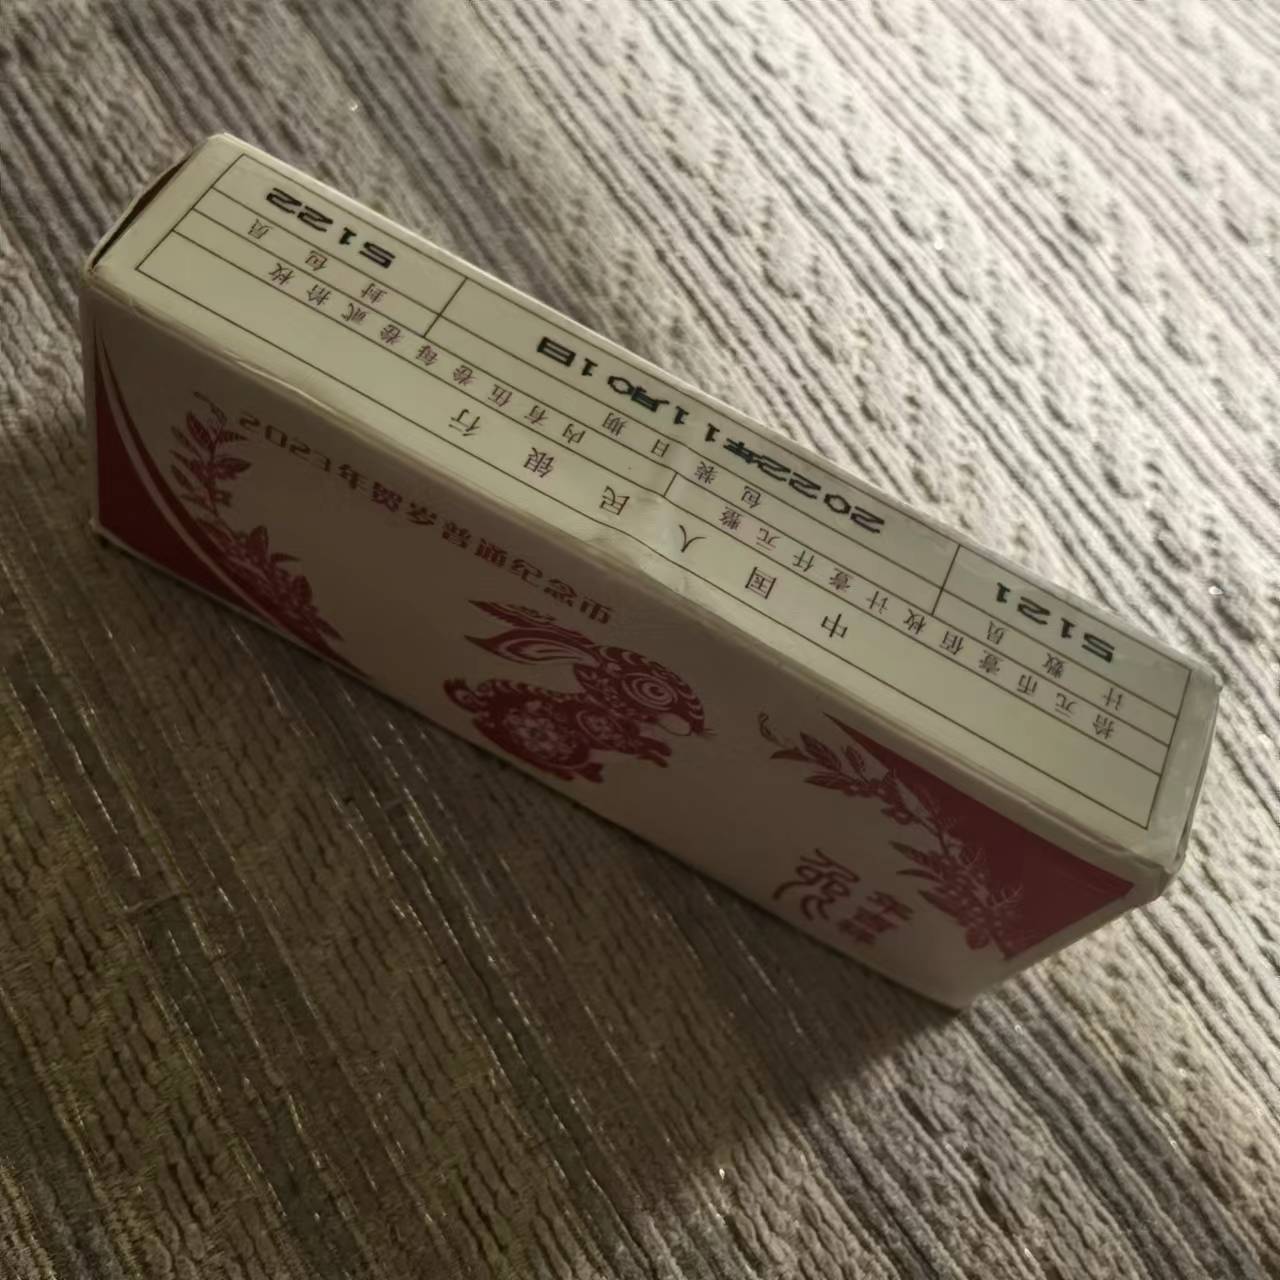 中国人民银行
拾元币壹佰枚计壹仟元整 内有伍卷每卷贰拾枚
计数员 包装日期 封包员
5121 2022年11月01日 5122
2023年贺岁普通纪念币